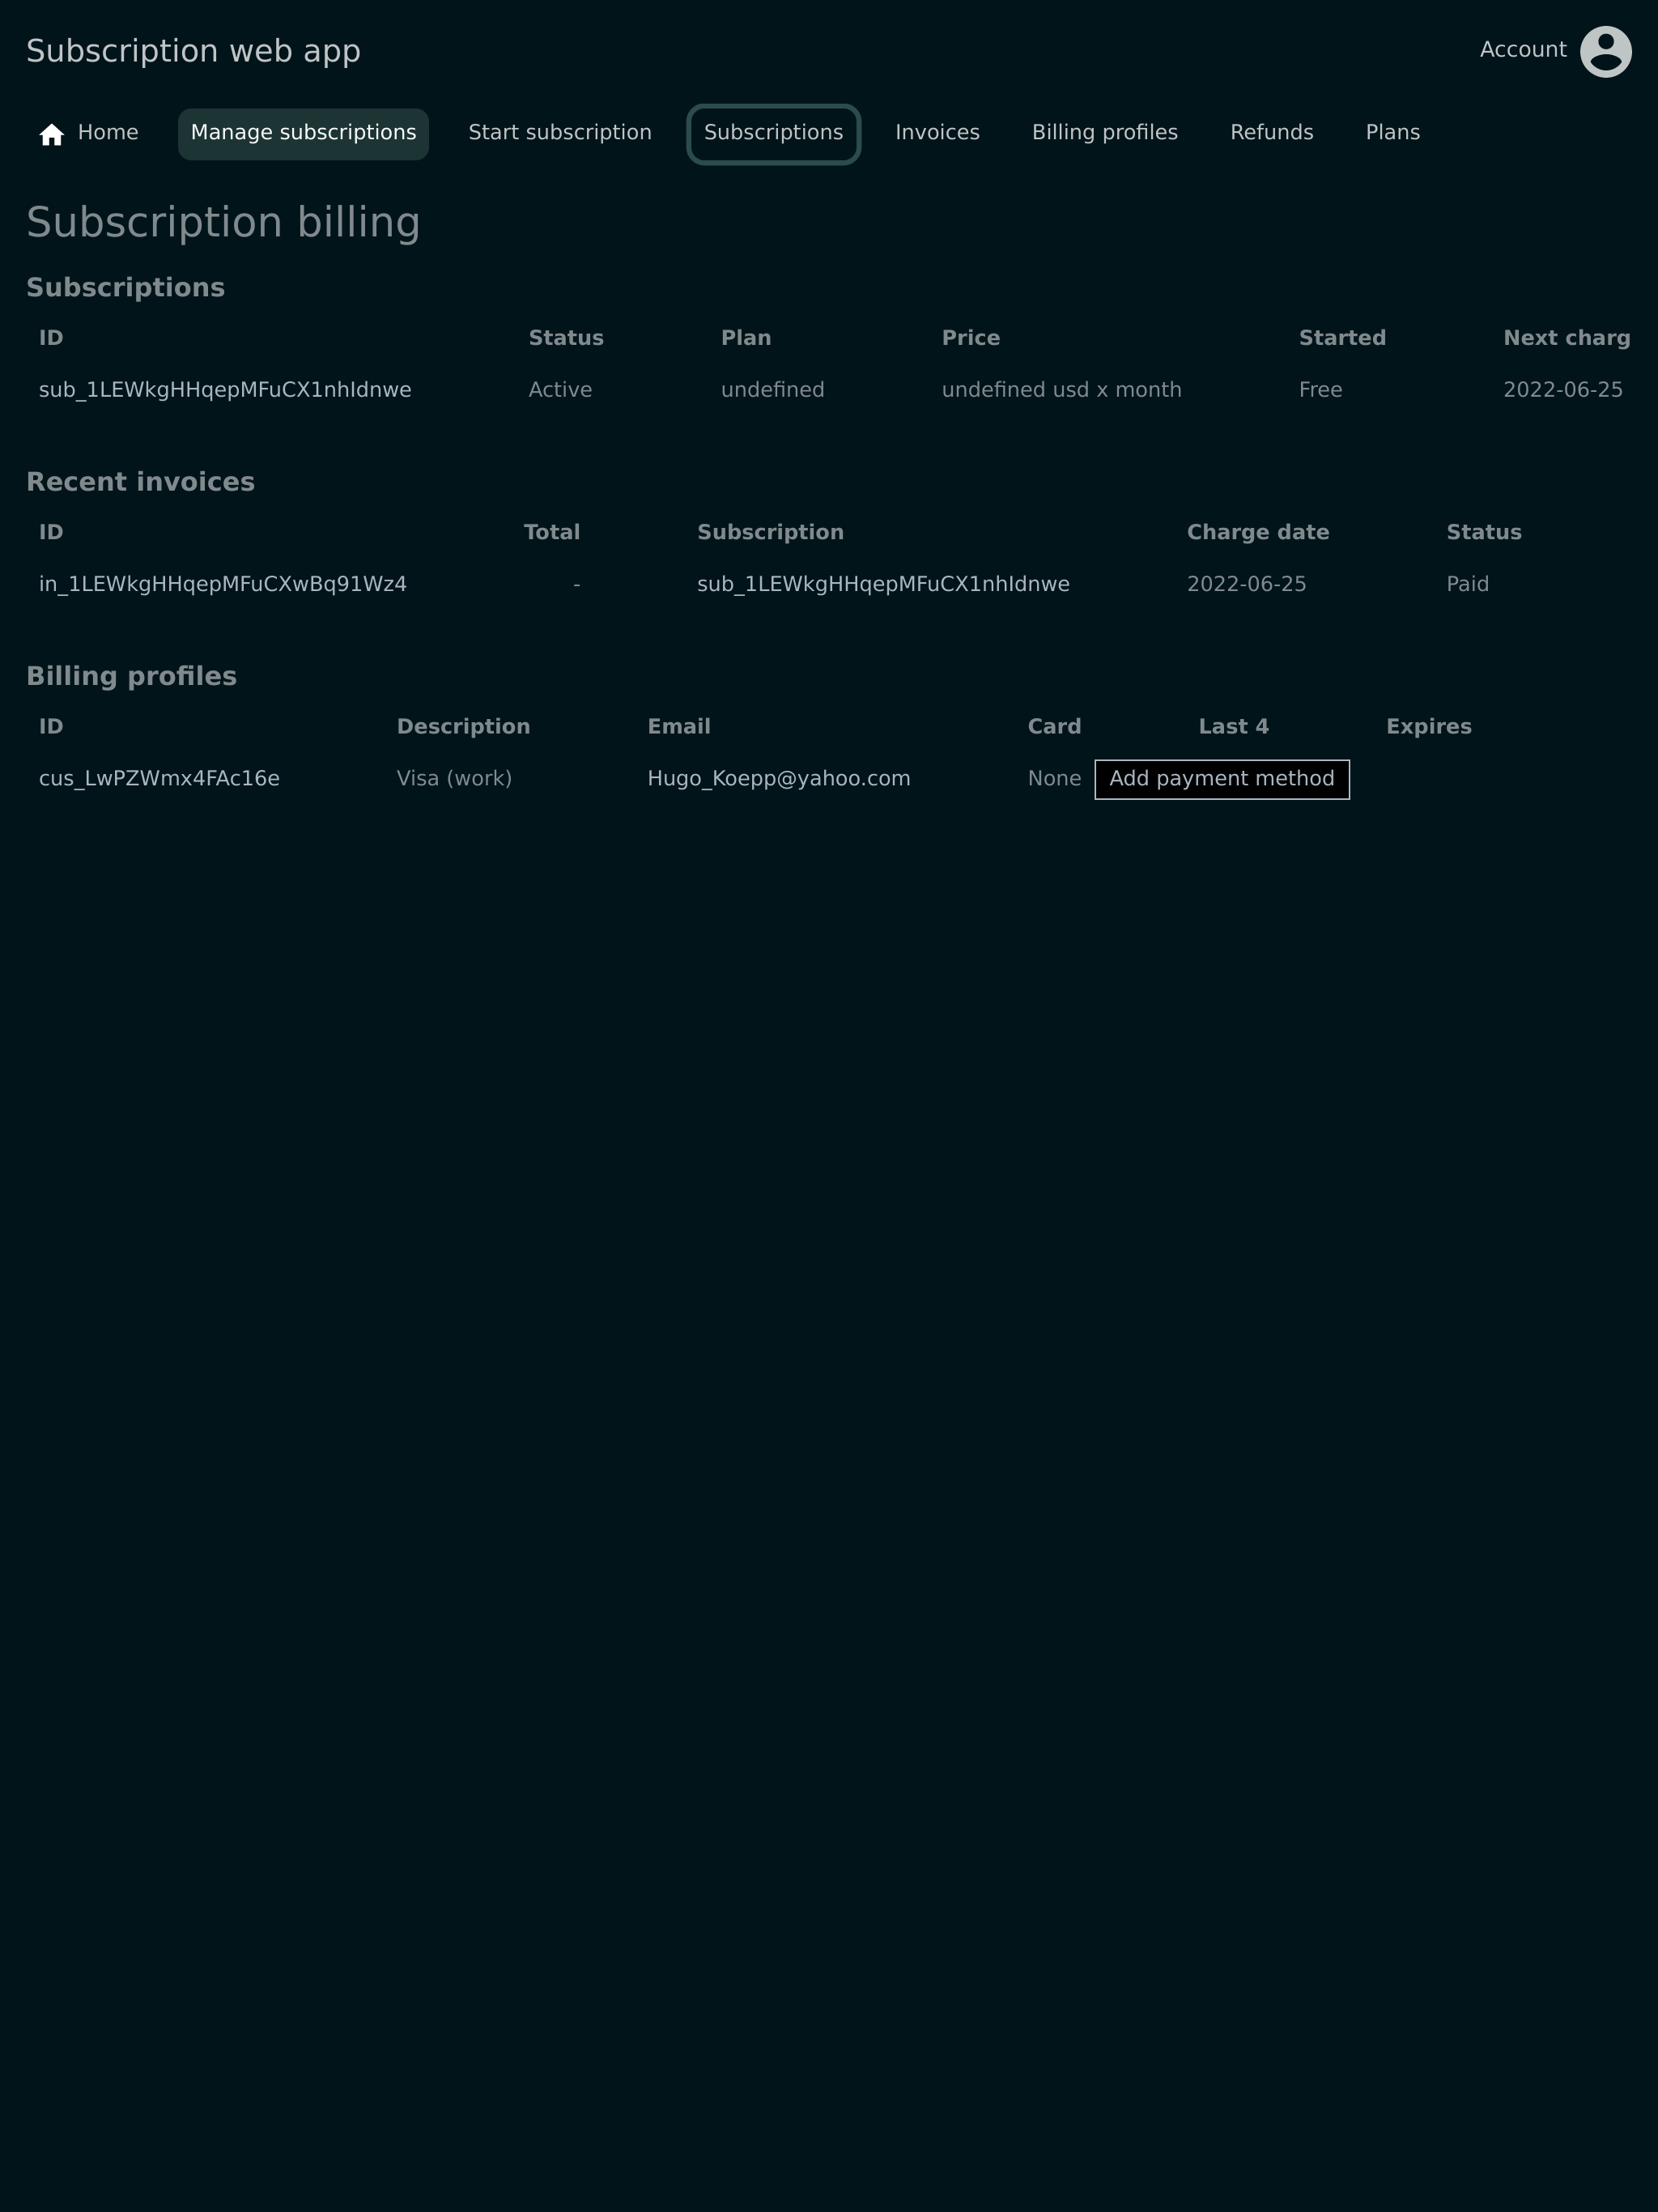 Subscription web app
Account
Home Manage subscriptions Start subscription Subscriptions Invoices Billing profiles Refunds Plans
Subscription billing
Subscriptions
ID Status Plan Price Started Next charg
sub_1LEWkgHHqepMFuCX1nhIdnwe Active undefined undefined usd x month Free 2022-06-25
Recent invoices
ID Total Subscription Charge date Status
in_1LEWkgHHqepMFuCXwBq91Wz4 - sub_1LEWkgHHqepMFuCX1nhIdnwe 2022-06-25 Paid
Billing profiles
ID Description Email Card Last 4 Expires
cus_LwPZWmx4FAc16e Visa (work) Hugo_Koepp@yahoo.com None Add payment method